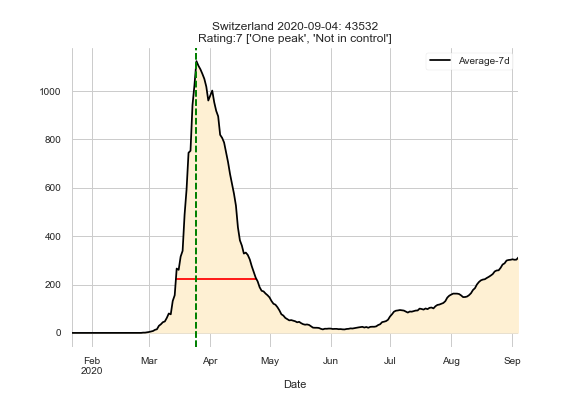 Switzerland 2020-09-04: 43532
Rating:7 ['One peak', 'Not in control']
Average-7d
1000
800
600
400
200
0
Feb Mar Apr May Jun Jul Aug Sep
2020
Date